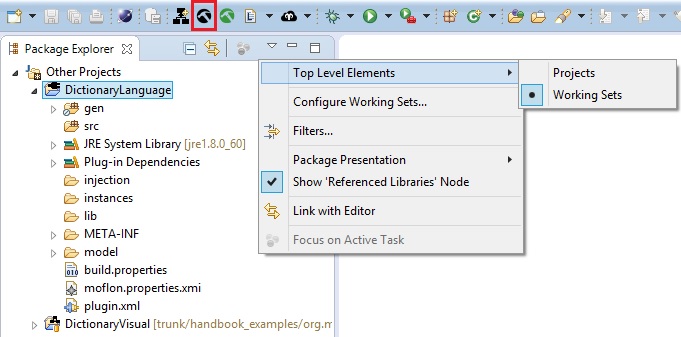 Package Explorer
Other Projects
DictionaryLanguage
gen
src
JRE System Library [jre1.8.0_60]
Plug-in Dependencies
injection
instances
lib
META-INF
model
build.properties
moflon.properties.xmi
plugin.xml
DictionaryVisual [trunk/handbook_examples/org.m
Top Level Elements
Configure Working Sets...
Filters...
Package Presentation
Show 'Referenced Libraries' Node
Link with Editor
Focus on Active Task
Projects
Working Sets